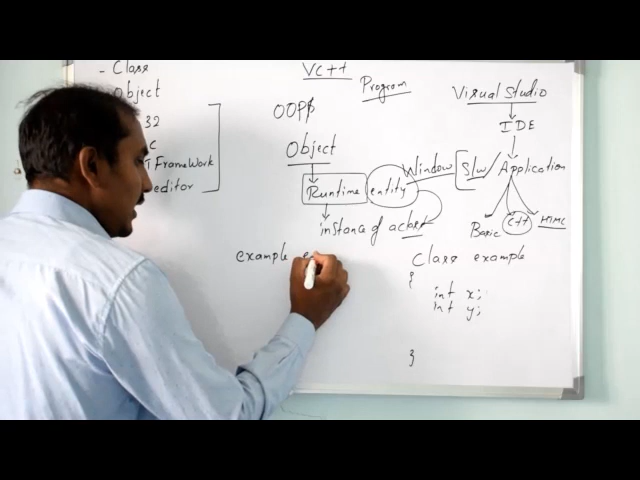 - Class
Object
32
C
T FrameWork
editor
VC++
Program
OOPS
Object
Runtime entity
instance of a class
example
Visual Studio
IDE
Window S/w / Application
Basic C++ HTML
Class example
{
int x;
int y;
}